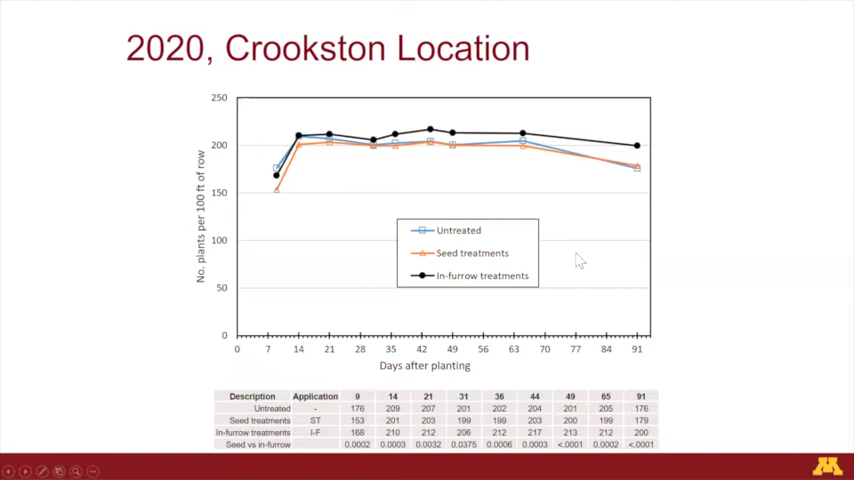 2020, Crookston Location
250
200
150
100
50
0
No. plants per 100 ft of row
Untreated
Seed treatments
In-furrow treatments
0 7 14 21 28 35 42 49 56 63 70 77 84 91
Days after planting
Description Application 9 14 21 31 36 44 49 65 91
Untreated - 176 209 207 201 202 204 201 205 176
Seed treatments ST 153 201 203 199 199 203 200 199 179
In-furrow treatments I-F 168 210 212 206 212 217 213 212 200
Seed vs in-furrow 0.0002 0.0003 0.0032 0.0375 0.0006 0.0003 <.0001 0.0002 <.0001
M